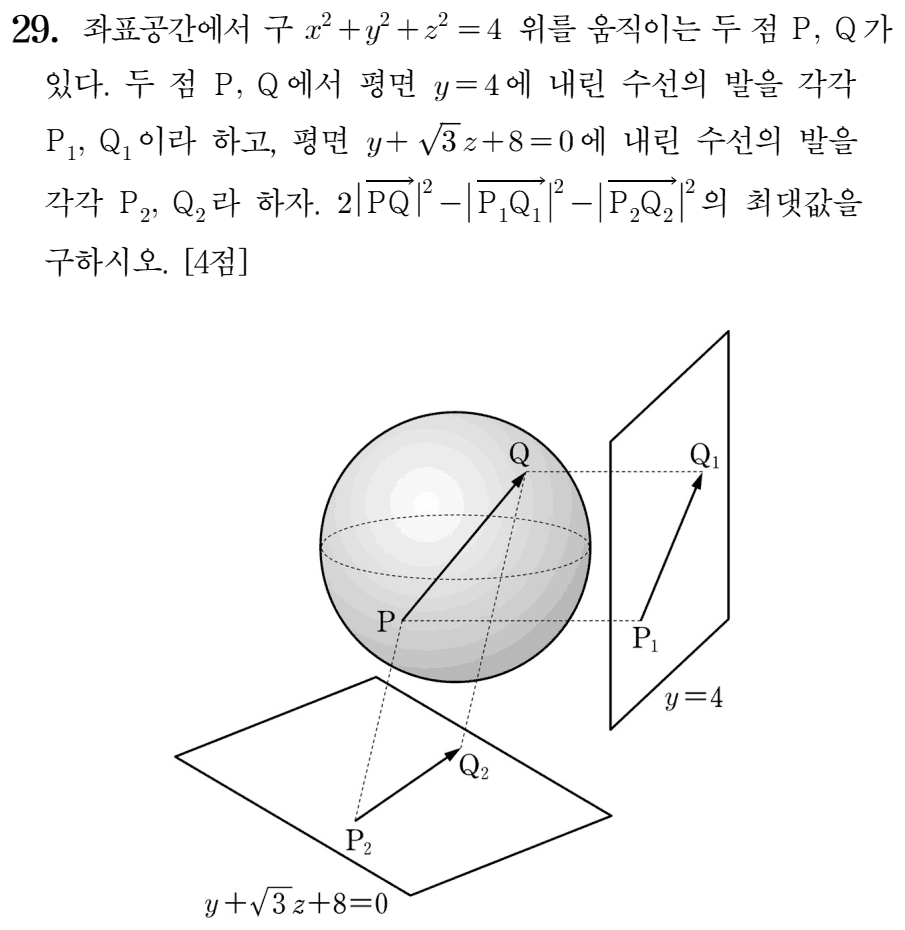 29. 좌표공간에서 구 x²+y²+z²=4 위를 움직이는 두 점 P, Q가
있다. 두 점 P, Q에서 평면 y=4에 내린 수선의 발을 각각
P₁, Q₁이라 하고, 평면 y+√3z+8=0에 내린 수선의 발을
각각 P₂, Q₂라 하자. 2|PQ→|²−|P₁Q₁→|²−|P₂Q₂→|²의 최댓값을
구하시오. [4점]
Q
Q₁
P
P₁
y=4
Q₂
P₂
y+√3z+8=0